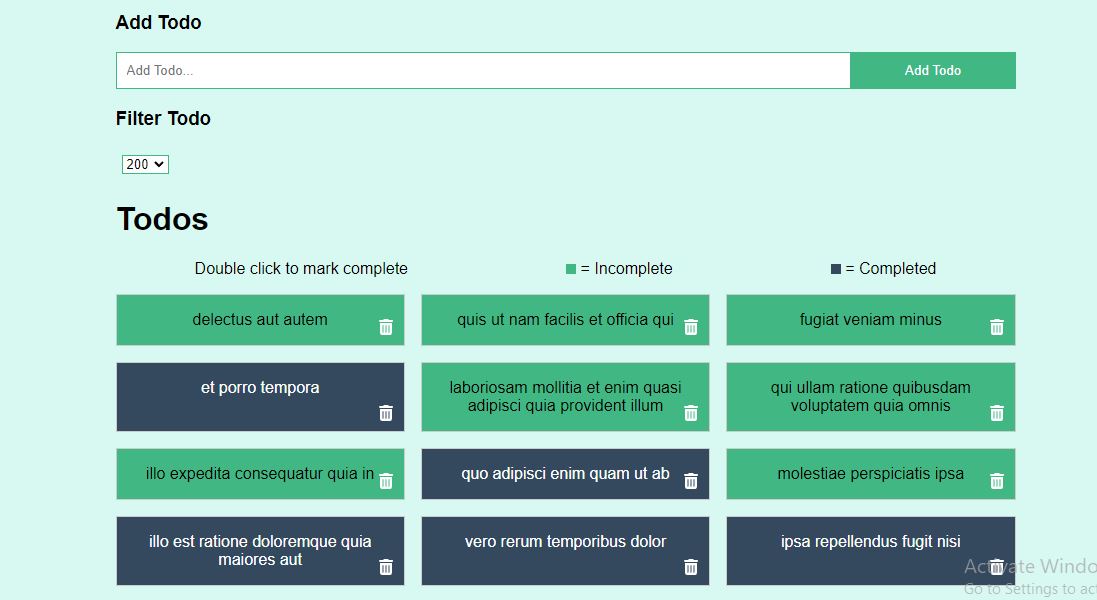 Add Todo
Add Todo... Add Todo
Filter Todo
200
Todos
Double click to mark complete = Incomplete = Completed
delectus aut autem quis ut nam facilis et officia qui fugiat veniam minus
et porro tempora laboriosam mollitia et enim quasi qui ullam ratione quibusdam
adipisci quia provident illum voluptatem quia omnis
illo expedita consequatur quia in quo adipisci enim quam ut ab molestiae perspiciatis ipsa
illo est ratione doloremque quia vero rerum temporibus dolor ipsa repellendus fugit nisi
maiores aut
Activate Windo
Go to Settings to act